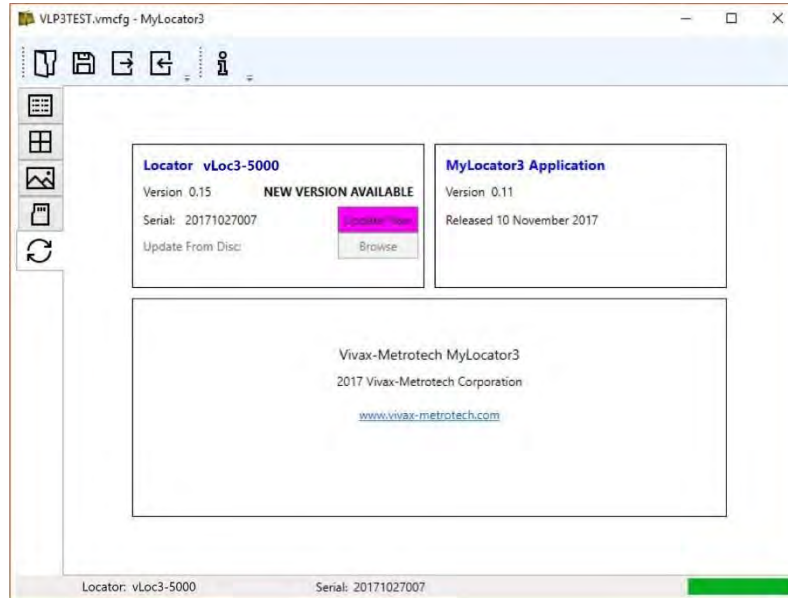 VLP3TEST.vmcfg - MyLocator3
Locator vLoc3-5000
Version 0.15 NEW VERSION AVAILABLE
Serial: 20171027007 Update Now
Update From Disc: Browse
MyLocator3 Application
Version 0.11
Released 10 November 2017
Vivax-Metrotech MyLocator3
2017 Vivax-Metrotech Corporation
www.vivax-metrotech.com
Locator: vLoc3-5000 Serial: 20171027007